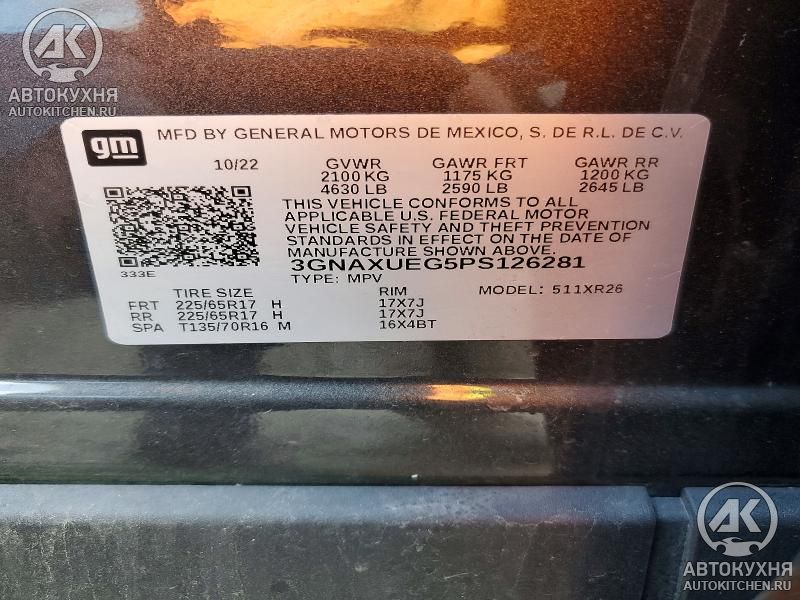 AK
АВТОКУХНЯ
AUTOKITCHEN.RU
gm
MFD BY GENERAL MOTORS DE MEXICO, S. DE R.L. DE C.V.
10/22 GVWR GAWR FRT GAWR RR
2100 KG 1175 KG 1200 KG
4630 LB 2590 LB 2645 LB
THIS VEHICLE CONFORMS TO ALL
APPLICABLE U.S. FEDERAL MOTOR
VEHICLE SAFETY AND THEFT PREVENTION
STANDARDS IN EFFECT ON THE DATE OF
MANUFACTURE SHOWN ABOVE.
333E 3GNAXUEG5PS126281
TYPE: MPV MODEL: 511XR26
TIRE SIZE RIM
FRT 225/65R17 H 17X7J
RR 225/65R17 H 17X7J
SPA T135/70R16 M 16X4BT
AK
АВТОКУХНЯ
AUTOKITCHEN.RU